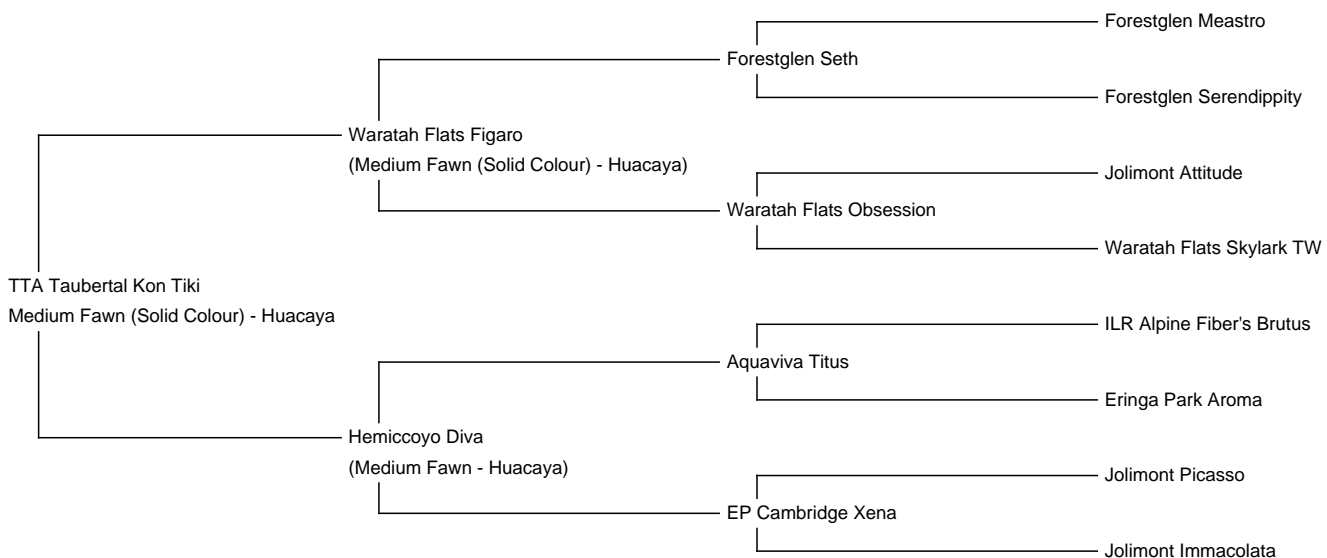 Forestglen Meastro
Forestglen Seth
Forestglen Serendippity
Waratah Flats Figaro
(Medium Fawn (Solid Colour) - Huacaya)
Jolimont Attitude
Waratah Flats Obsession
Waratah Flats Skylark TW
TTA Taubertal Kon Tiki
Medium Fawn (Solid Colour) - Huacaya
ILR Alpine Fiber's Brutus
Aquaviva Titus
Eringa Park Aroma
Hemiccoyo Diva
(Medium Fawn - Huacaya)
Jolimont Picasso
EP Cambridge Xena
Jolimont Immacolata